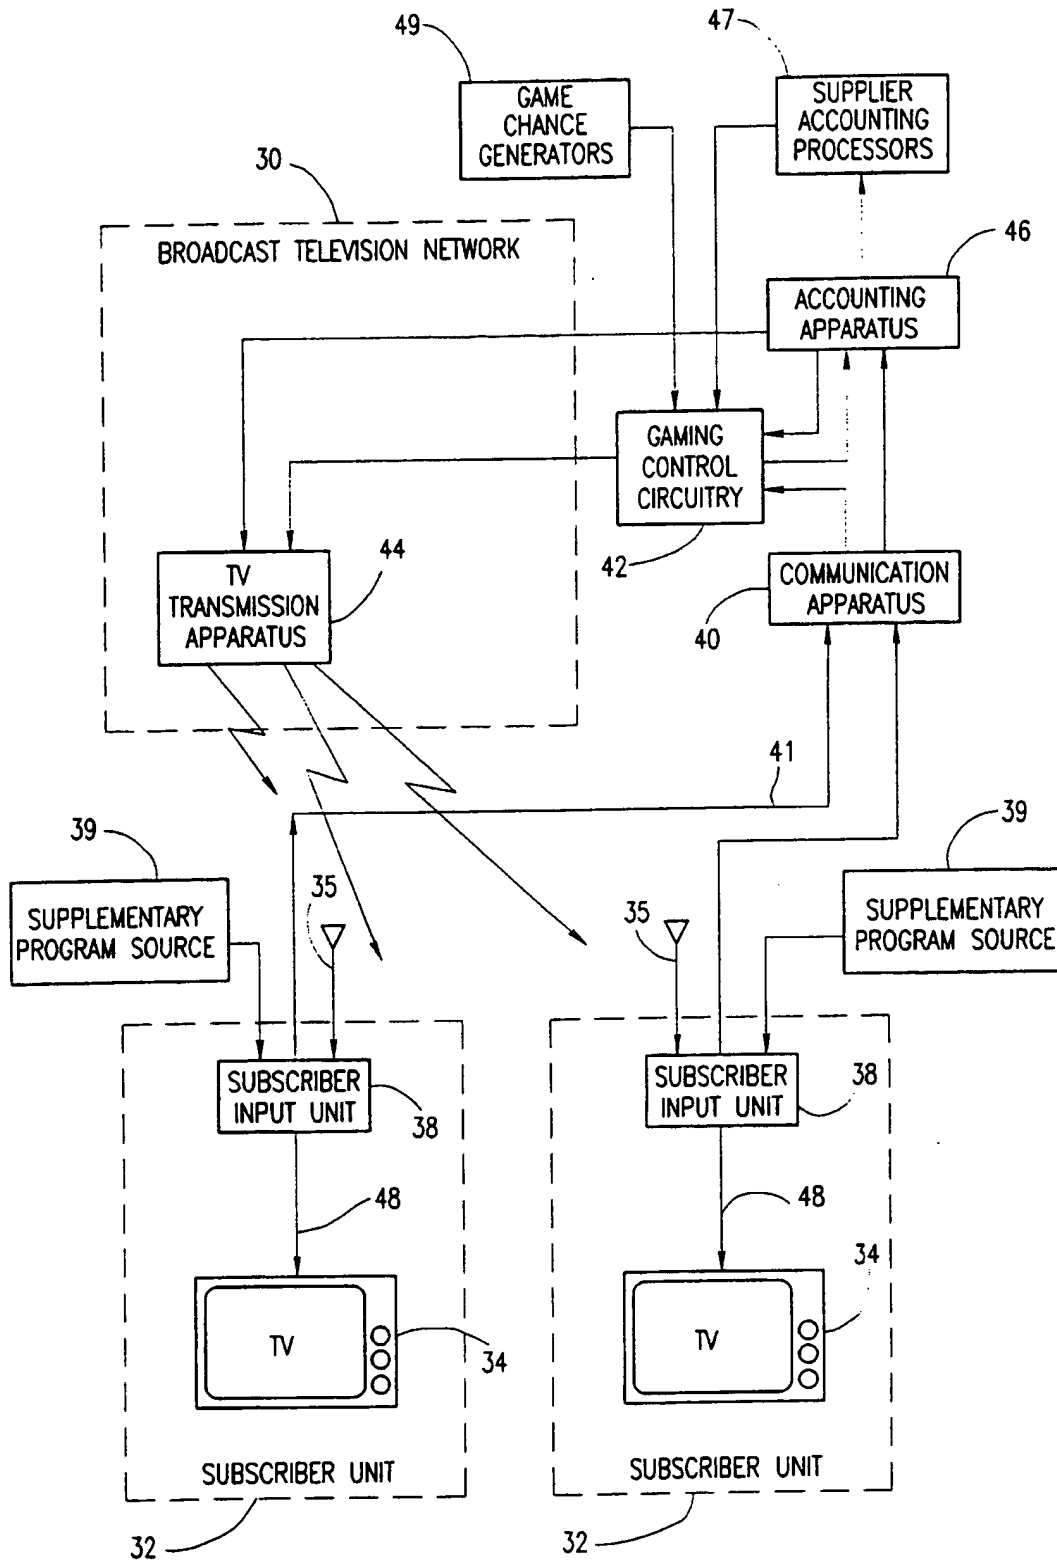 49
47
GAME
CHANCE
GENERATORS
SUPPLIER
ACCOUNTING
PROCESSORS
30
BROADCAST TELEVISION NETWORK
46
ACCOUNTING
APPARATUS
GAMING
CONTROL
CIRCUITRY
42
44
TV
TRANSMISSION
APPARATUS
COMMUNICATION
APPARATUS
40
41
39
SUPPLEMENTARY
PROGRAM SOURCE
35
35
39
SUPPLEMENTARY
PROGRAM SOURCE
SUBSCRIBER
INPUT UNIT
38
SUBSCRIBER
INPUT UNIT
38
48
48
TV
34
TV
34
SUBSCRIBER UNIT
SUBSCRIBER UNIT
32
32